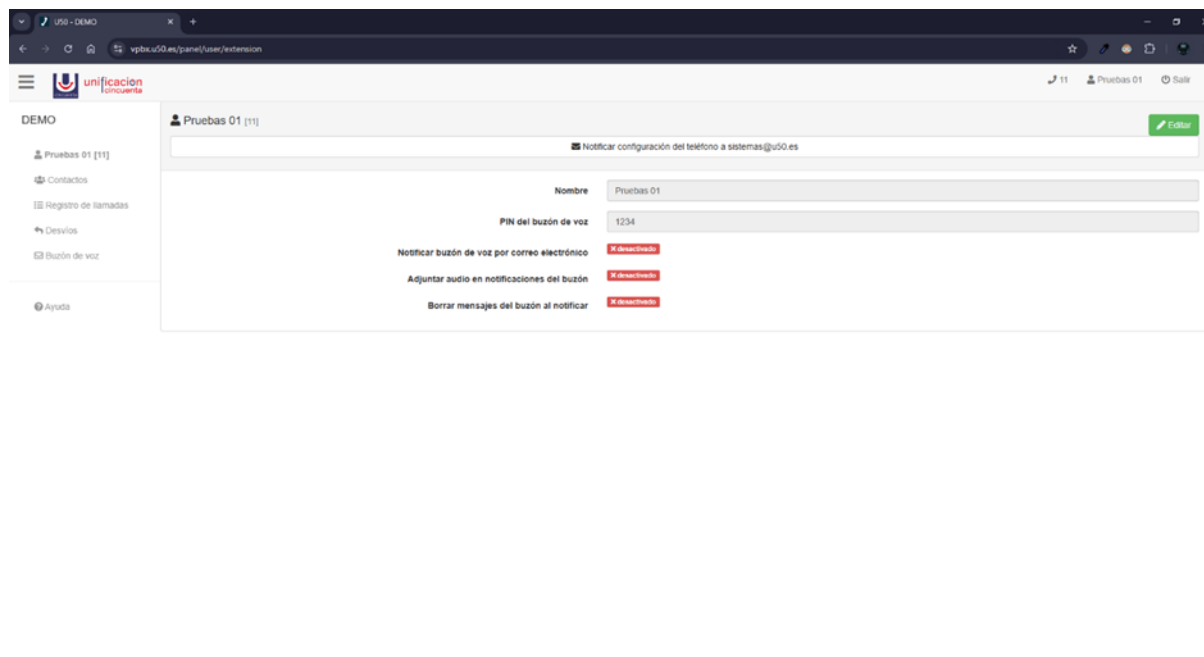 U50 - DEMO
vpbx.u50.es/panel/user/extension
unificacion
cincuenta
11 Pruebas 01 Salir
DEMO
Pruebas 01 [11]
Contactos
Registro de llamadas
Desvíos
Buzón de voz
Ayuda
Pruebas 01 [11]
Editar
Notificar configuración del teléfono a sistemas@u50.es
Nombre Pruebas 01
PIN del buzón de voz 1234
Notificar buzón de voz por correo electrónico desactivado
Adjuntar audio en notificaciones del buzón desactivado
Borrar mensajes del buzón al notificar desactivado